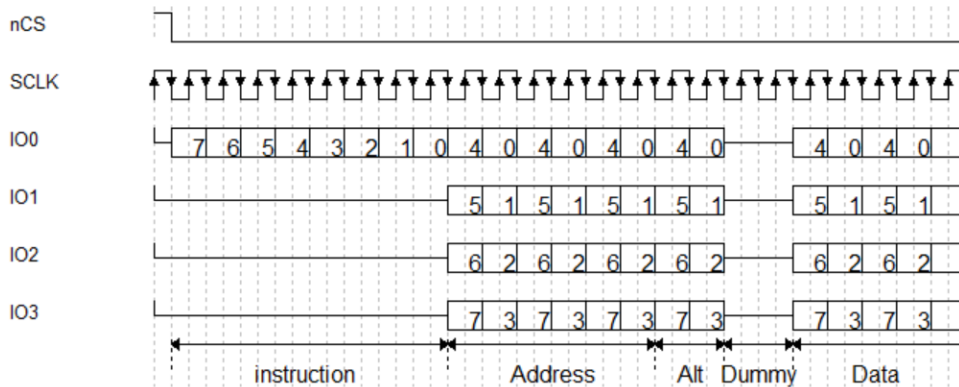 nCS
SCLK
IO0 7 6 5 4 3 2 1 0 4 0 4 0 4 0 4 0 4 0 4 0
IO1 5 1 5 1 5 1 5 1 5 1 5 1
IO2 6 2 6 2 6 2 6 2 6 2 6 2
IO3 7 3 7 3 7 3 7 3 7 3 7 3
instruction Address Alt Dummy Data